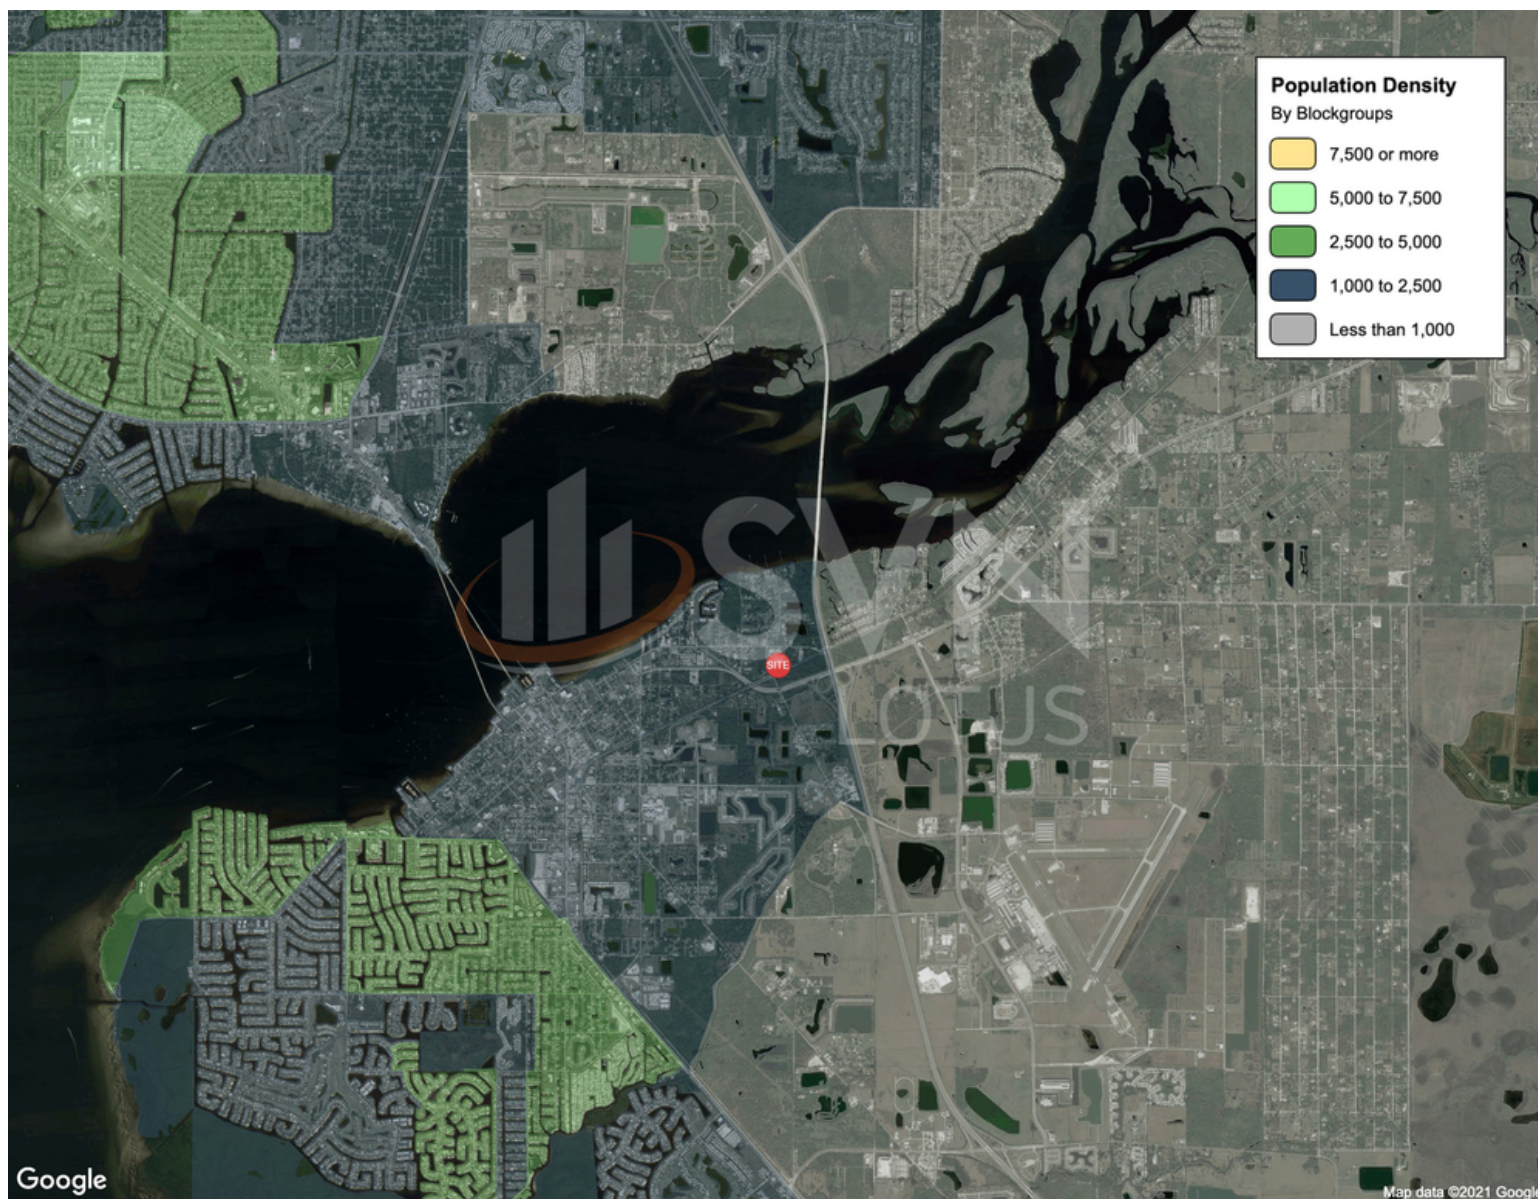 Population Density
By Blockgroups
7,500 or more
5,000 to 7,500
2,500 to 5,000
1,000 to 2,500
Less than 1,000
SVN
LOTUS
SITE
Google
Map data ©2021 Google